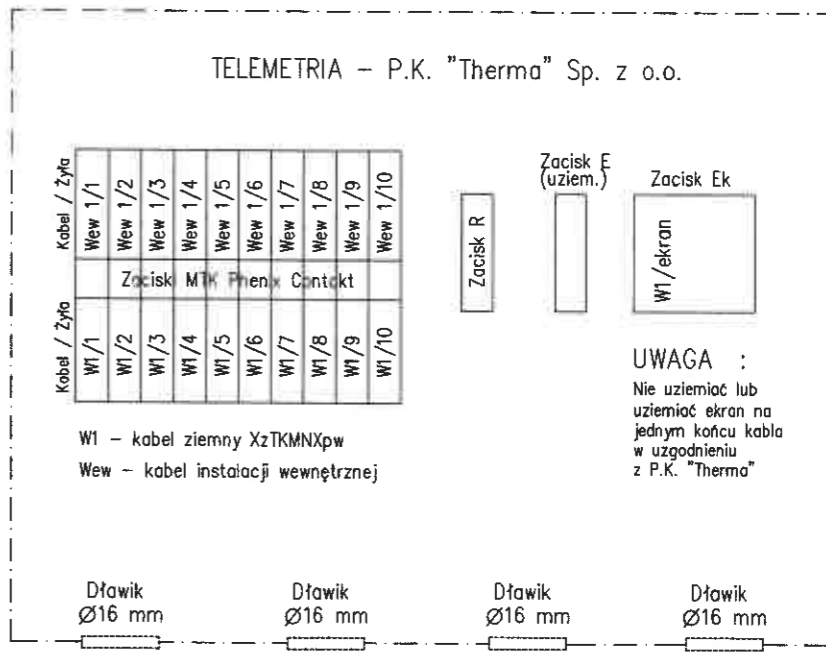 TELEMETRIA – P.K. "Therma" Sp. z o.o.
Kabel / Żyła
Wew 1/1
Wew 1/2
Wew 1/3
Wew 1/4
Wew 1/5
Wew 1/6
Wew 1/7
Wew 1/8
Wew 1/9
Wew 1/10
Zaciski MTK Phenix Contakt
Kabel / Żyła
W1/1
W1/2
W1/3
W1/4
W1/5
W1/6
W1/7
W1/8
W1/9
W1/10
Zacisk R
Zacisk E
(uziem.)
Zacisk Ek
W1/ekran
W1 – kabel ziemny XzTKMNXpw
Wew – kabel instalacji wewnętrznej
UWAGA :
Nie uziemiać lub
uziemiać ekran na
jednym końcu kabla
w uzgodnieniu
z P.K. "Therma"
Dławik
Ø16 mm
Dławik
Ø16 mm
Dławik
Ø16 mm
Dławik
Ø16 mm